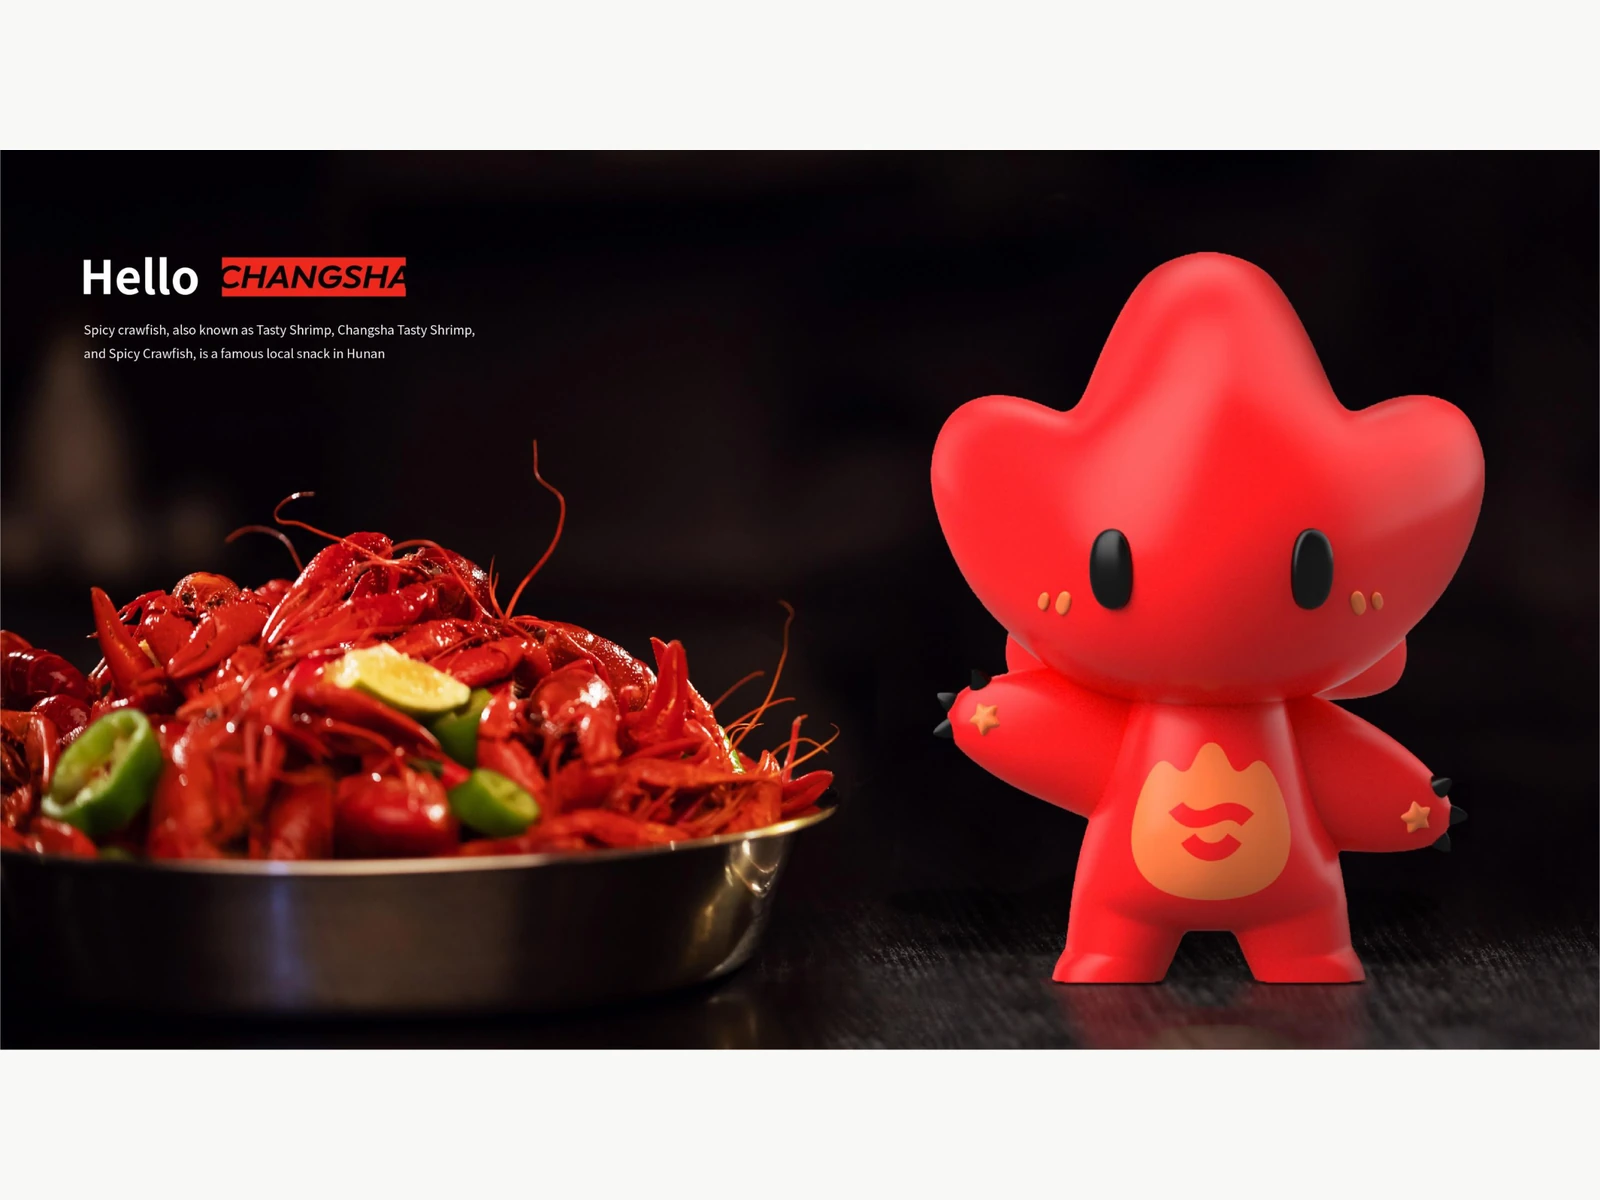 Hello CHANGSHA
Spicy crawfish, also known as Tasty Shrimp, Changsha Tasty Shrimp,
and Spicy Crawfish, is a famous local snack in Hunan